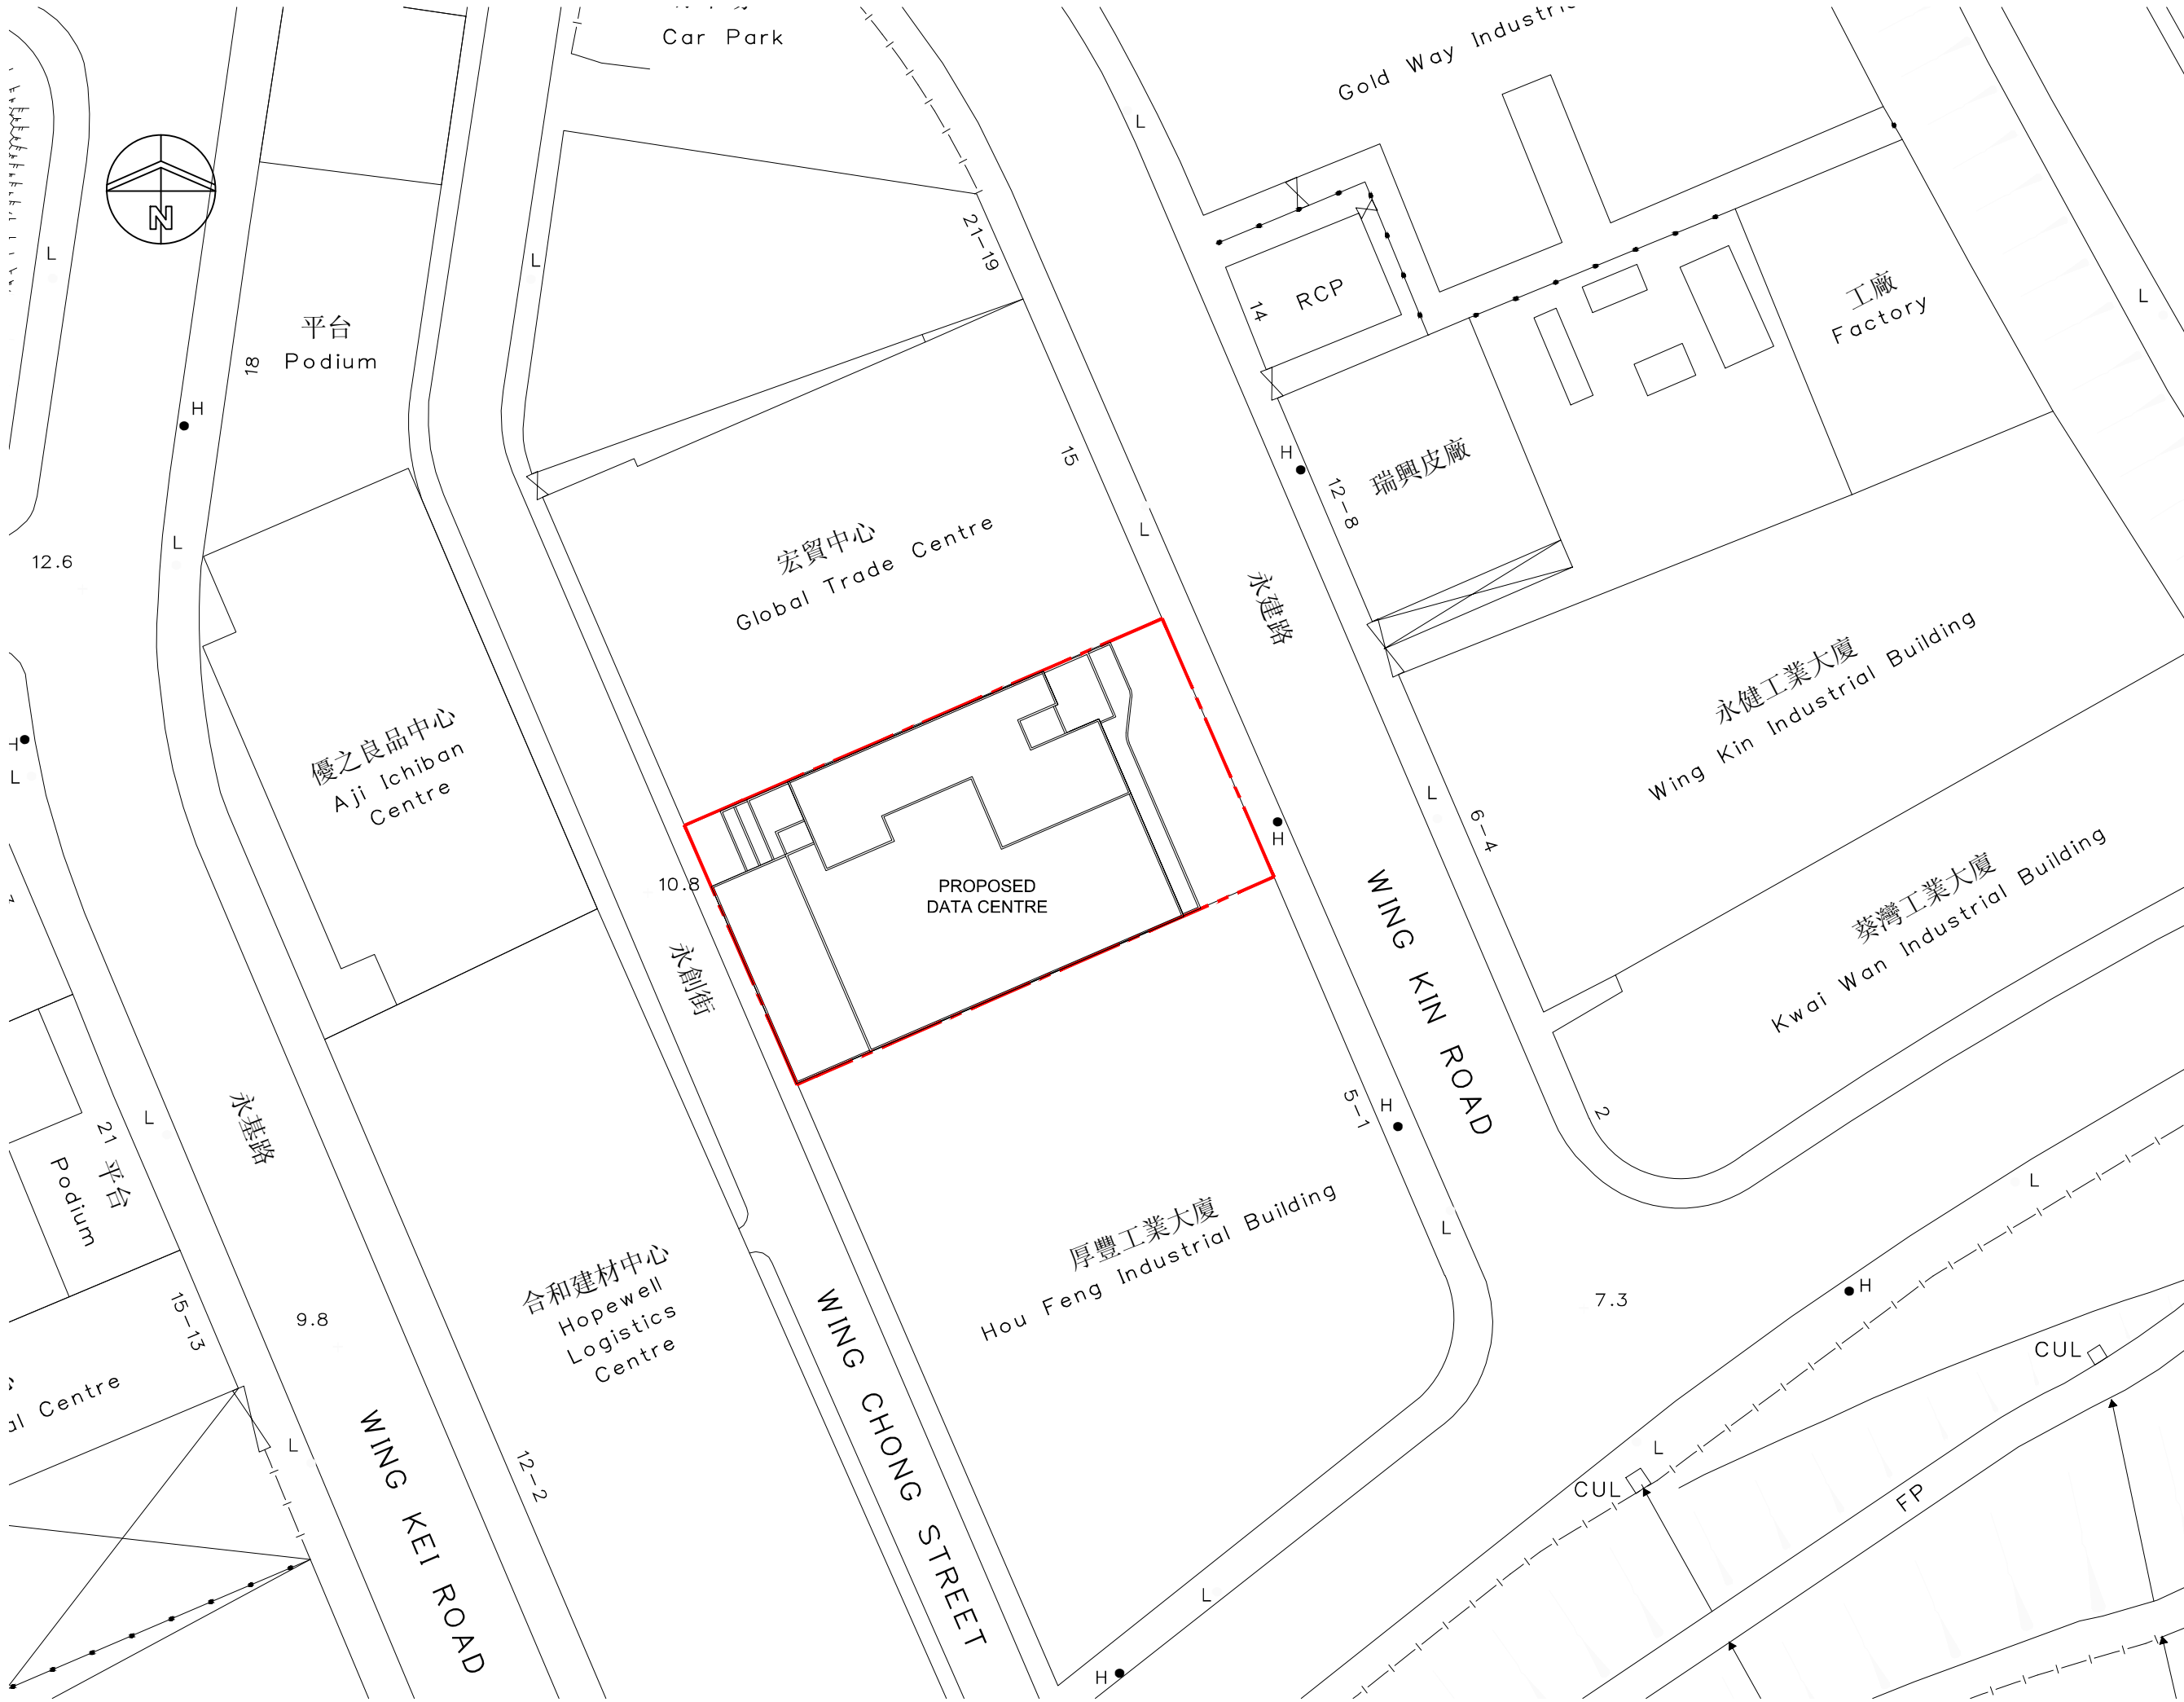 Car Park
Gold Way
L
N
L
L
21-19
14
RCP
工廠
Factory
L
平台
Podium
18
H
15
H
瑞興皮廠
12-8
宏貿中心
Global Trade Centre
L
L
12.6
永建路
永健工業大廈
Wing Kin Industrial Building
優之良品中心
Aji Ichiban
Centre
H
L
L
H
6-4
10.8
PROPOSED
DATA CENTRE
葵灣工業大廈
Kwai Wan Industrial Building
永創街
WING KIN ROAD
永基路
L
21
平台
Podium
5-1
H
2
L
厚豐工業大廈
Hou Feng Industrial Building
L
合和建材中心
Hopewell
Logistics
Centre
15-13
9.8
7.3
H
CUL
Centre
WING CHONG STREET
WING KEI ROAD
L
12-2
L
CUL
FP
L
H